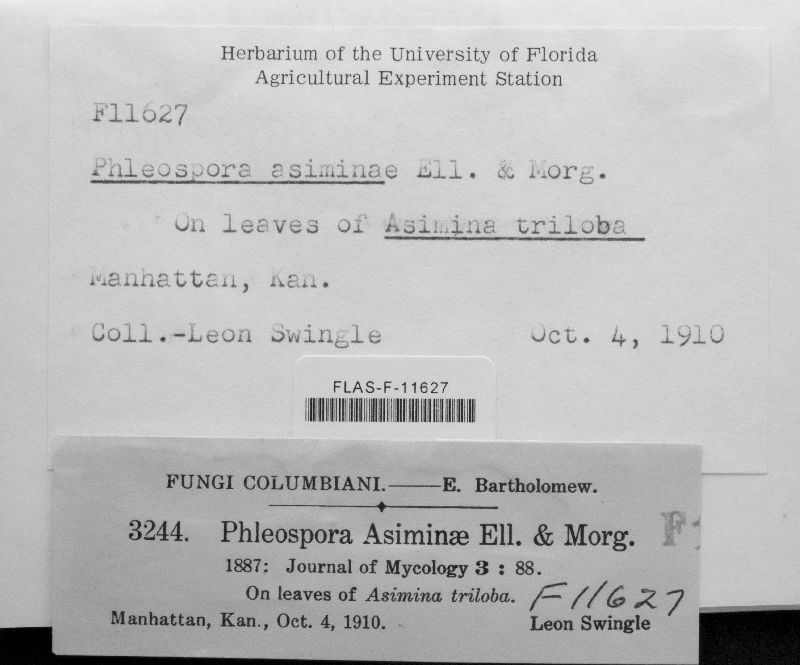 Herbarium of the University of Florida
Agricultural Experiment Station
F11627
Phleospora asiminae Ell. & Morg.
On leaves of Asimina triloba
Manhattan, Kan.
Coll.-Leon Swingle Oct. 4, 1910
FLAS-F-11627
FUNGI COLUMBIANI.——E. Bartholomew.
3244. Phleospora Asiminæ Ell. & Morg.
1887: Journal of Mycology 3 : 88.
On leaves of Asimina triloba. F11627
Manhattan, Kan., Oct. 4, 1910. Leon Swingle